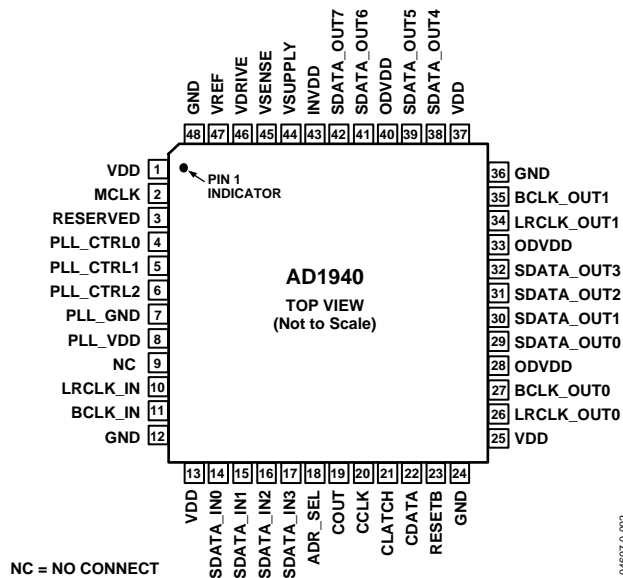 GND
VREF
VDRIVE
VSENSE
VSUPPLY
INVDD
SDATA_OUT7
SDATA_OUT6
ODVDD
SDATA_OUT5
SDATA_OUT4
VDD
48 47 46 45 44 43 42 41 40 39 38 37
VDD 1
MCLK 2
RESERVED 3
PLL_CTRL0 4
PLL_CTRL1 5
PLL_CTRL2 6
PLL_GND 7
PLL_VDD 8
NC 9
LRCLK_IN 10
BCLK_IN 11
GND 12
PIN 1
INDICATOR
AD1940
TOP VIEW
(Not to Scale)
36 GND
35 BCLK_OUT1
34 LRCLK_OUT1
33 ODVDD
32 SDATA_OUT3
31 SDATA_OUT2
30 SDATA_OUT1
29 SDATA_OUT0
28 ODVDD
27 BCLK_OUT0
26 LRCLK_OUT0
25 VDD
13 14 15 16 17 18 19 20 21 22 23 24
VDD
SDATA_IN0
SDATA_IN1
SDATA_IN2
SDATA_IN3
ADR_SEL
COUT
CCLK
CLATCH
CDATA
RESETB
GND
NC = NO CONNECT